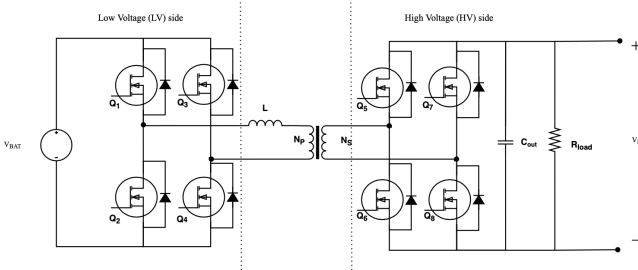 Low Voltage (LV) side
High Voltage (HV) side
Q1
Q3
L
Q5
Q7
VBAT
+
-
NP
NS
Cout
Rload
Q2
Q4
Q6
Q8
+
-